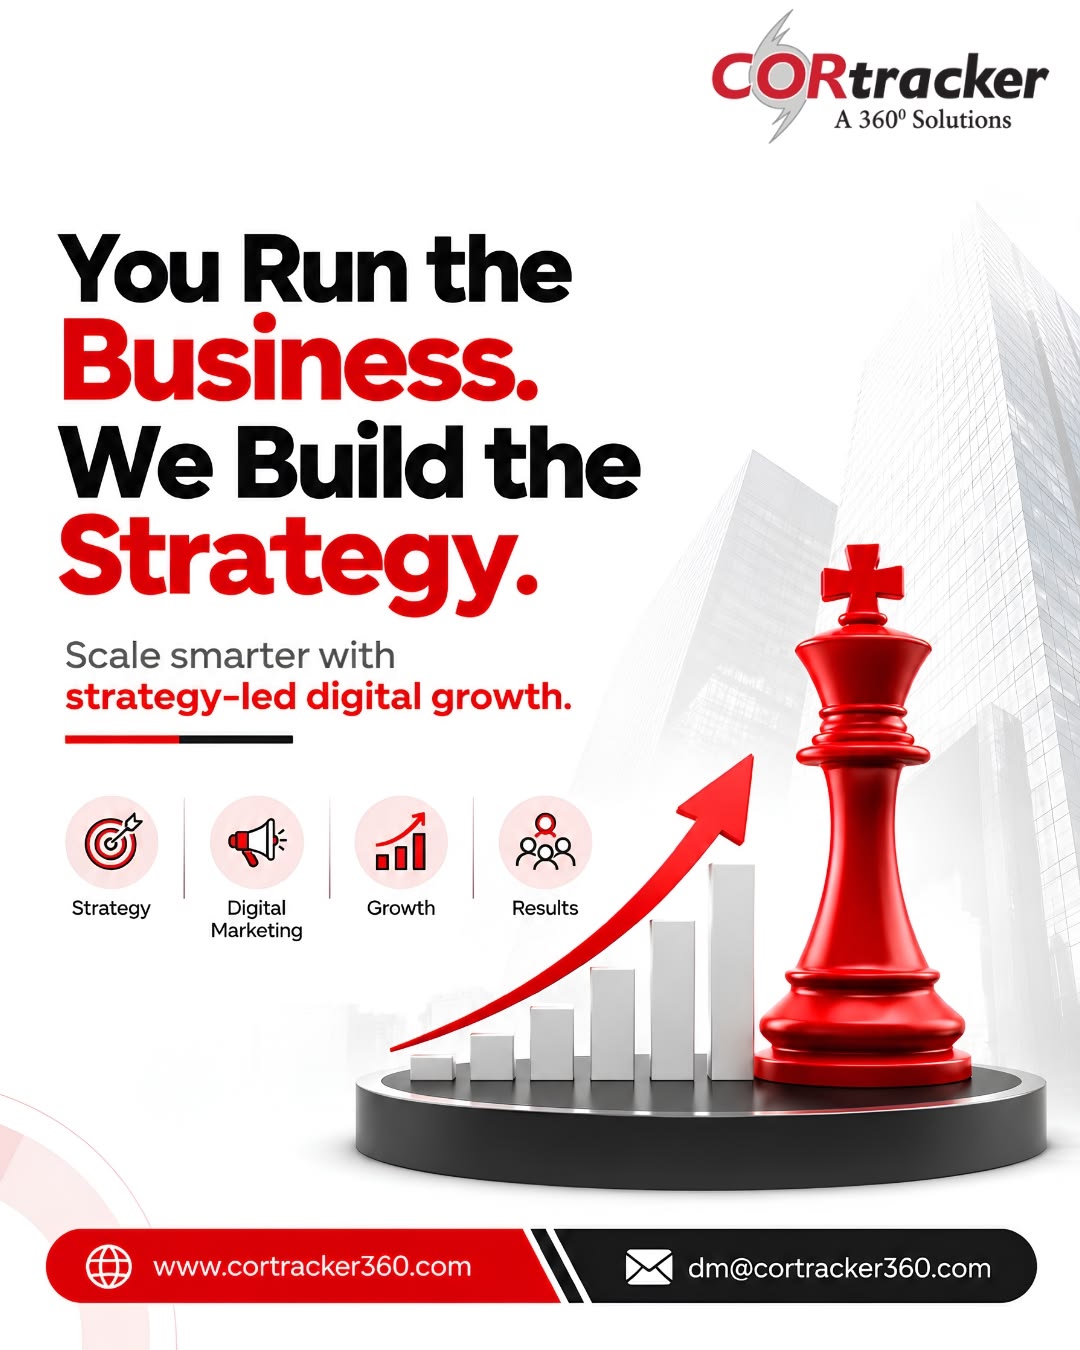 CORtracker
A 360⁰ Solutions
You Run the
Business.
We Build the
Strategy.
Scale smarter with
strategy-led digital growth.
Strategy
Digital
Marketing
Growth
Results
www.cortracker360.com
dm@cortracker360.com